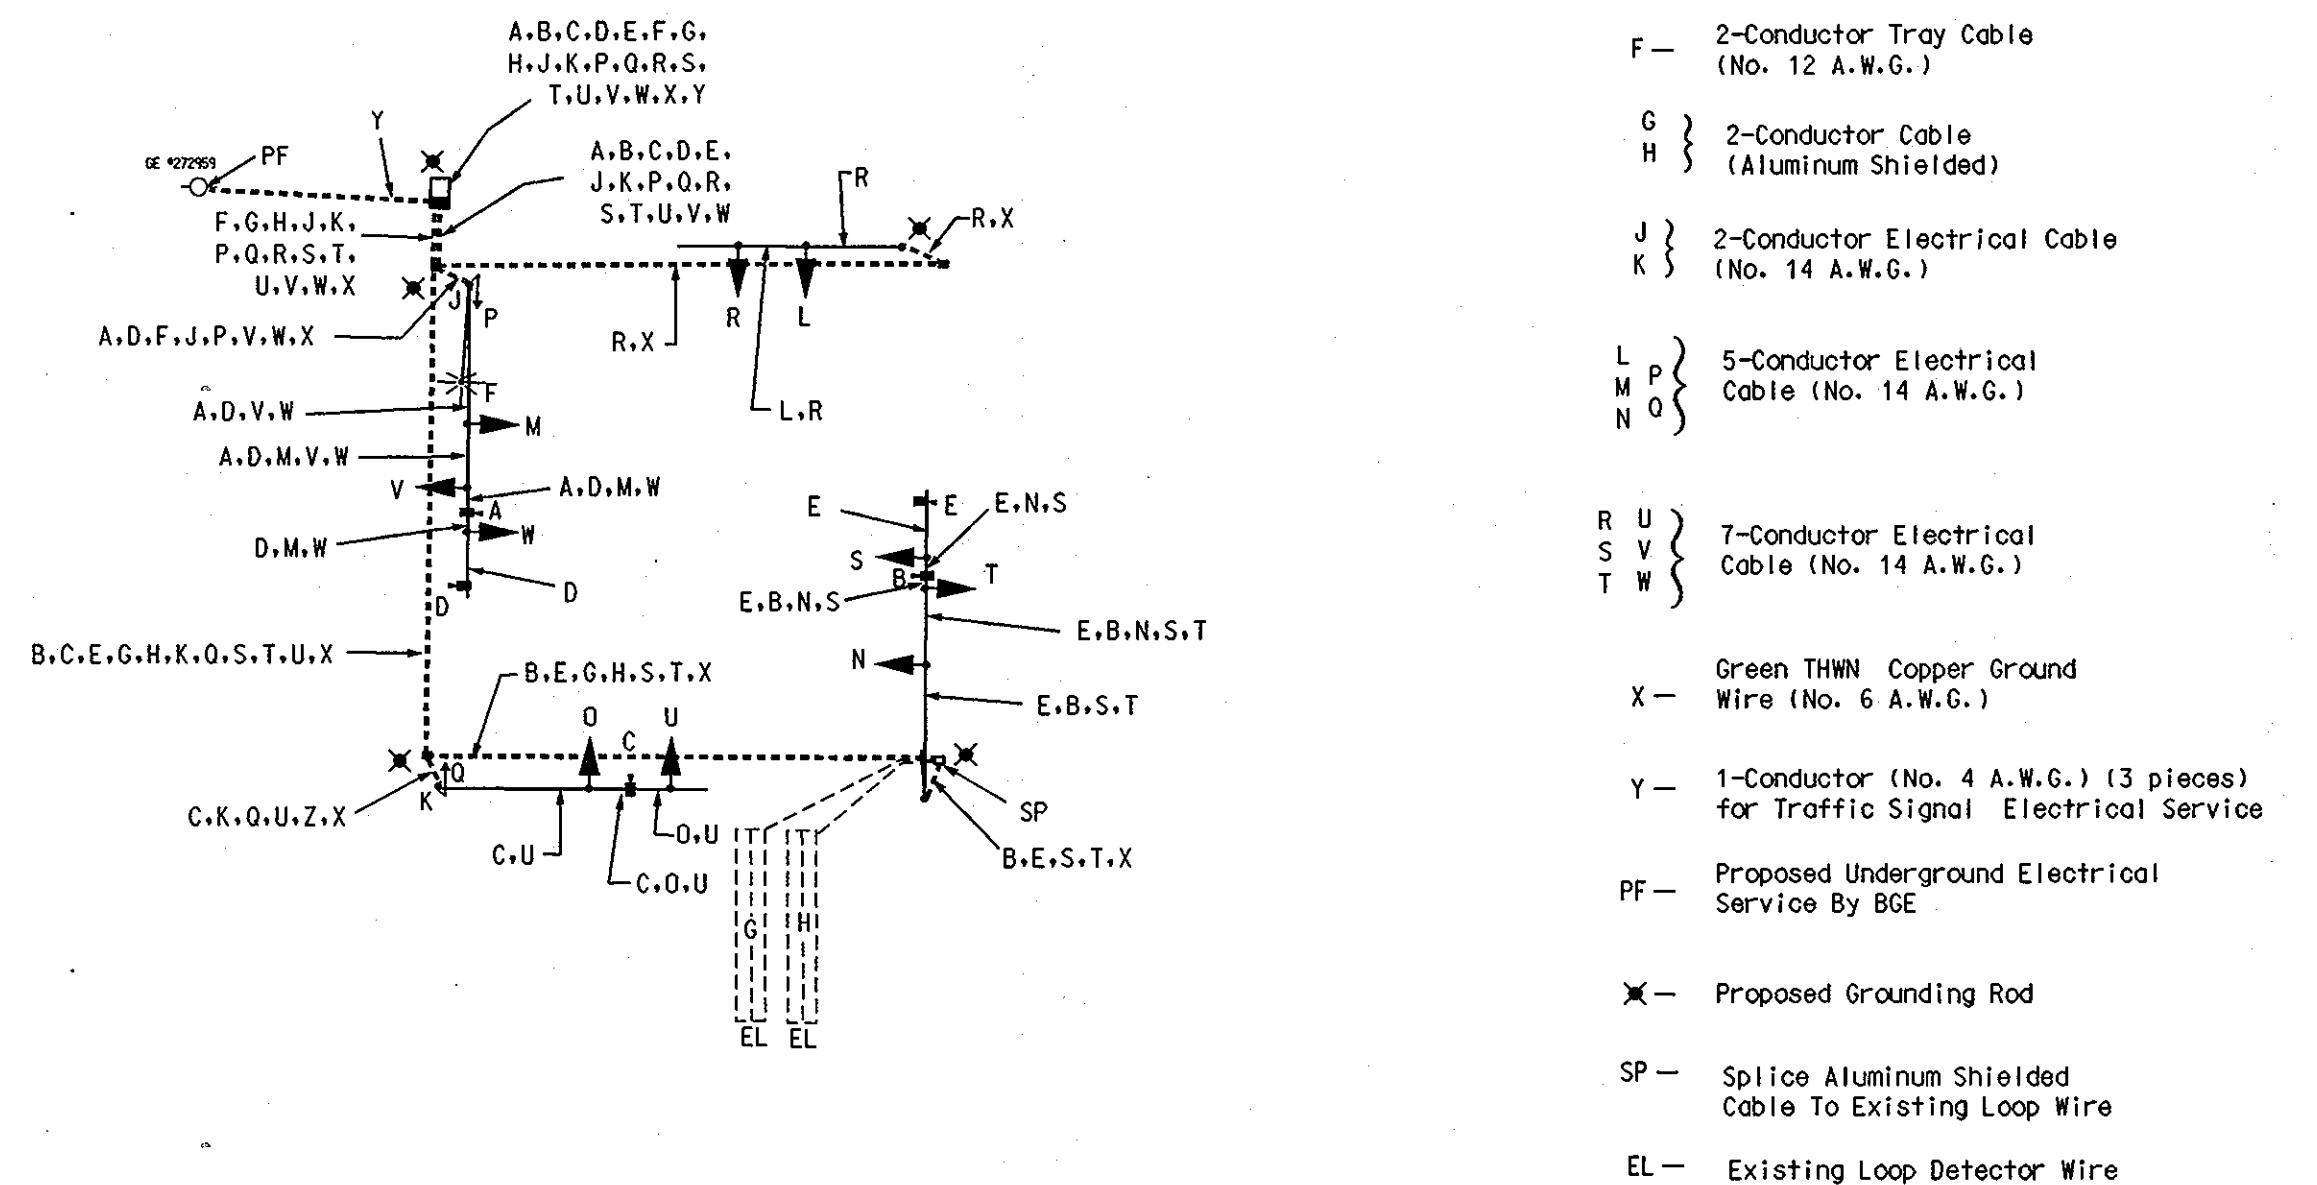 A,B,C,D,E,F,G,
H,J,K,P,Q,R,S,
T,U,V,W,X,Y
Y
GE #272959
PF
A,B,C,D,E,
J,K,P,Q,R,
S,T,U,V,W
R
R,X
F,G,H,J,K,
P,Q,R,S,T,
U,V,W,X
J
P
R
L
A,D,F,J,P,V,W,X
R,X
F
A,D,V,W
L,R
M
A,D,M,V,W
V
A,D,M,W
A
W
D,M,W
D
D
E
E
E,N,S
S
B
T
E,B,N,S
E,B,N,S,T
N
E,B,S,T
B,C,E,G,H,K,Q,S,T,U,X
B,E,G,H,S,T,X
O
U
C
Q
K
C,K,Q,U,Z,X
SP
C,U
O,U
C,O,U
B,E,S,T,X
G
H
EL
EL
F — 2-Conductor Tray Cable
(No. 12 A.W.G.)
G
H
2-Conductor Cable
(Aluminum Shielded)
J
K
2-Conductor Electrical Cable
(No. 14 A.W.G.)
L
M P
N Q
5-Conductor Electrical
Cable (No. 14 A.W.G.)
R U
S V
T W
7-Conductor Electrical
Cable (No. 14 A.W.G.)
X — Green THWN Copper Ground
Wire (No. 6 A.W.G.)
Y — 1-Conductor (No. 4 A.W.G.) (3 pieces)
for Traffic Signal Electrical Service
PF — Proposed Underground Electrical
Service By BGE
— Proposed Grounding Rod
SP — Splice Aluminum Shielded
Cable To Existing Loop Wire
EL — Existing Loop Detector Wire